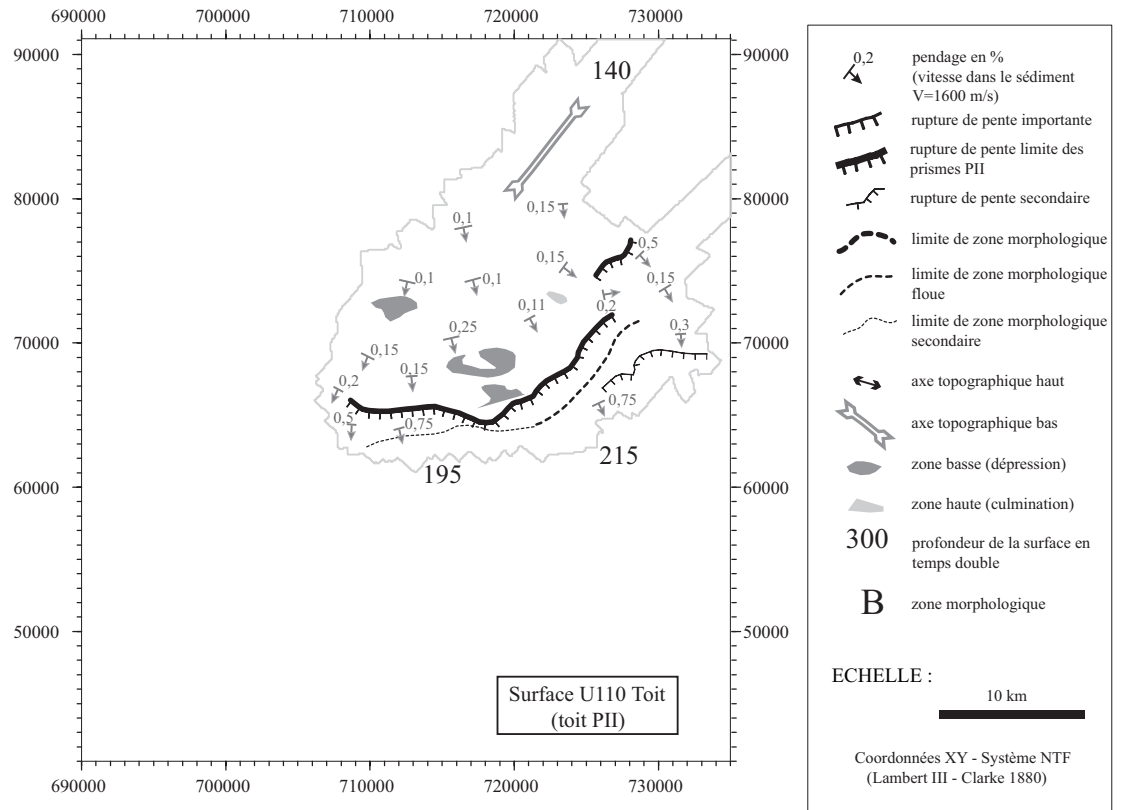 690000 700000 710000 720000 730000
90000 90000
80000 80000
70000 70000
60000 60000
50000 50000
690000 700000 710000 720000 730000
140
0,15
0,1
0,5
0,15
0,15
0,1
0,1
0,11
0,2
0,25
0,3
0,15
0,15
0,2
0,75
0,5
0,75
195
215
Surface U110 Toit
(toit PII)
0,2
pendage en %
(vitesse dans le sédiment
V=1600 m/s)
rupture de pente importante
rupture de pente limite des
prismes PII
rupture de pente secondaire
limite de zone morphologique
limite de zone morphologique
floue
limite de zone morphologique
secondaire
axe topographique haut
axe topographique bas
zone basse (dépression)
zone haute (culmination)
300 profondeur de la surface en
temps double
B zone morphologique
ECHELLE :
10 km
Coordonnées XY - Système NTF
(Lambert III - Clarke 1880)